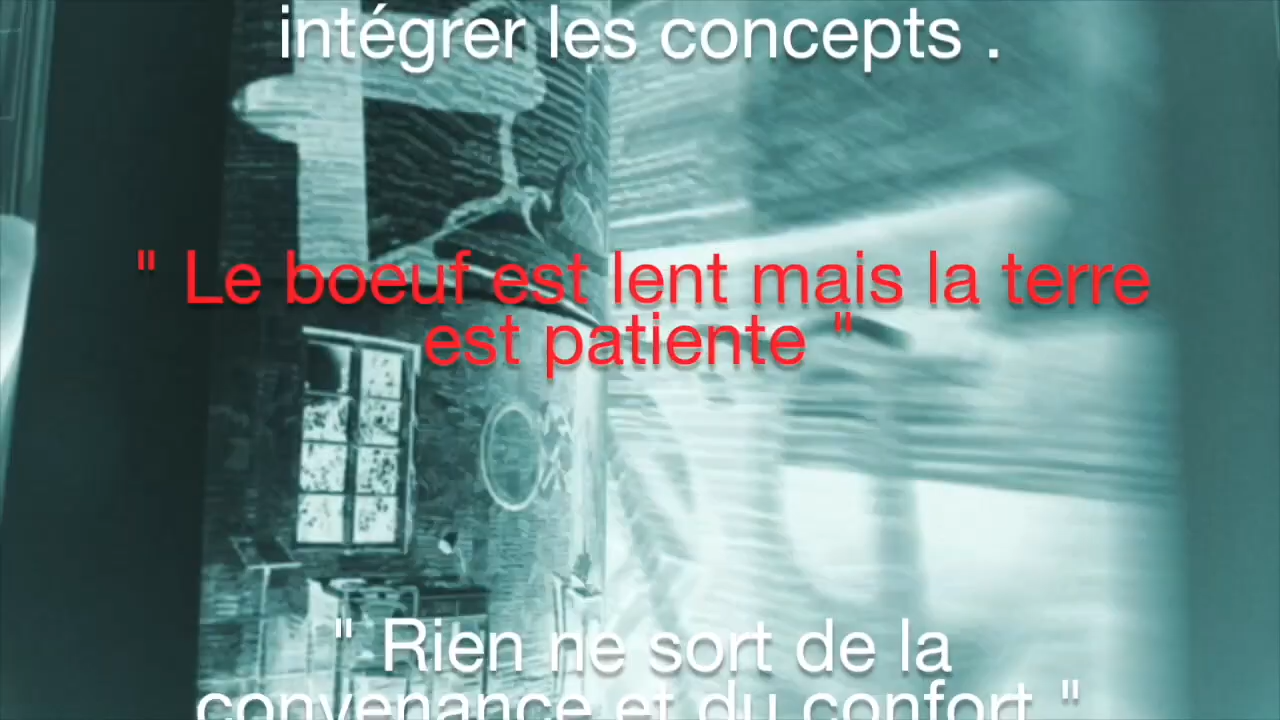 intégrer les concepts .
" Le boeuf est lent mais la terre
est patiente "
" Rien ne sort de la
convenance et du confort "